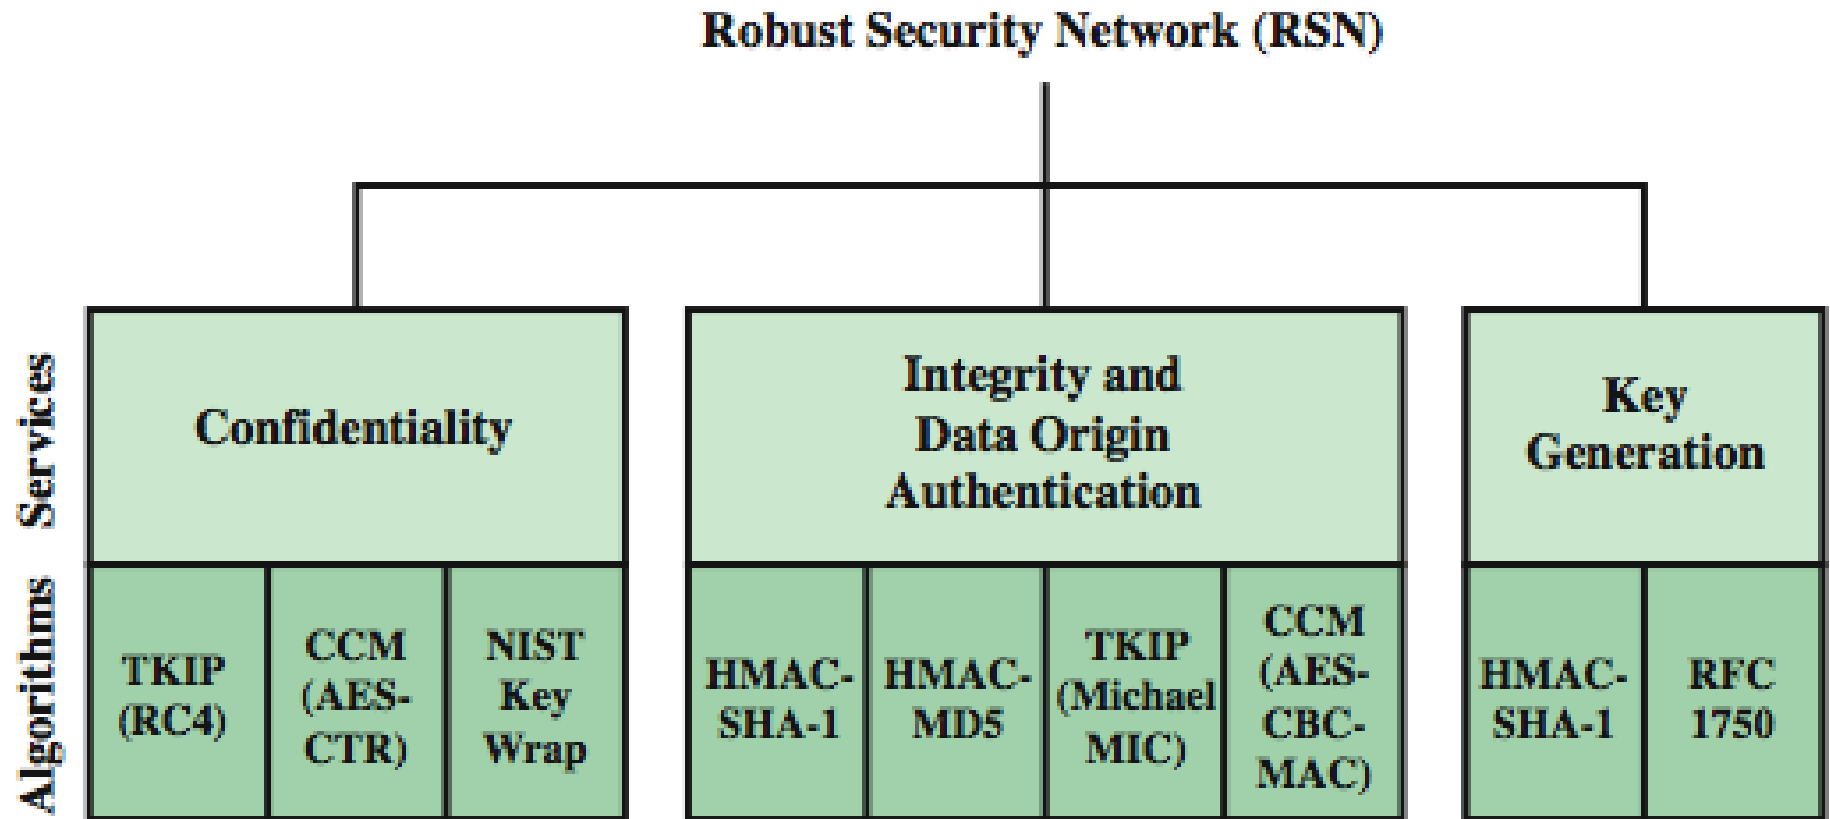 Robust Security Network (RSN)
Services
Confidentiality
Integrity and
Data Origin
Authentication
Key
Generation
Algorithms
TKIP
(RC4)
CCM
(AES-
CTR)
NIST
Key
Wrap
HMAC-
SHA-1
HMAC-
MD5
TKIP
(Michael
MIC)
CCM
(AES-
CBC-
MAC)
HMAC-
SHA-1
RFC
1750